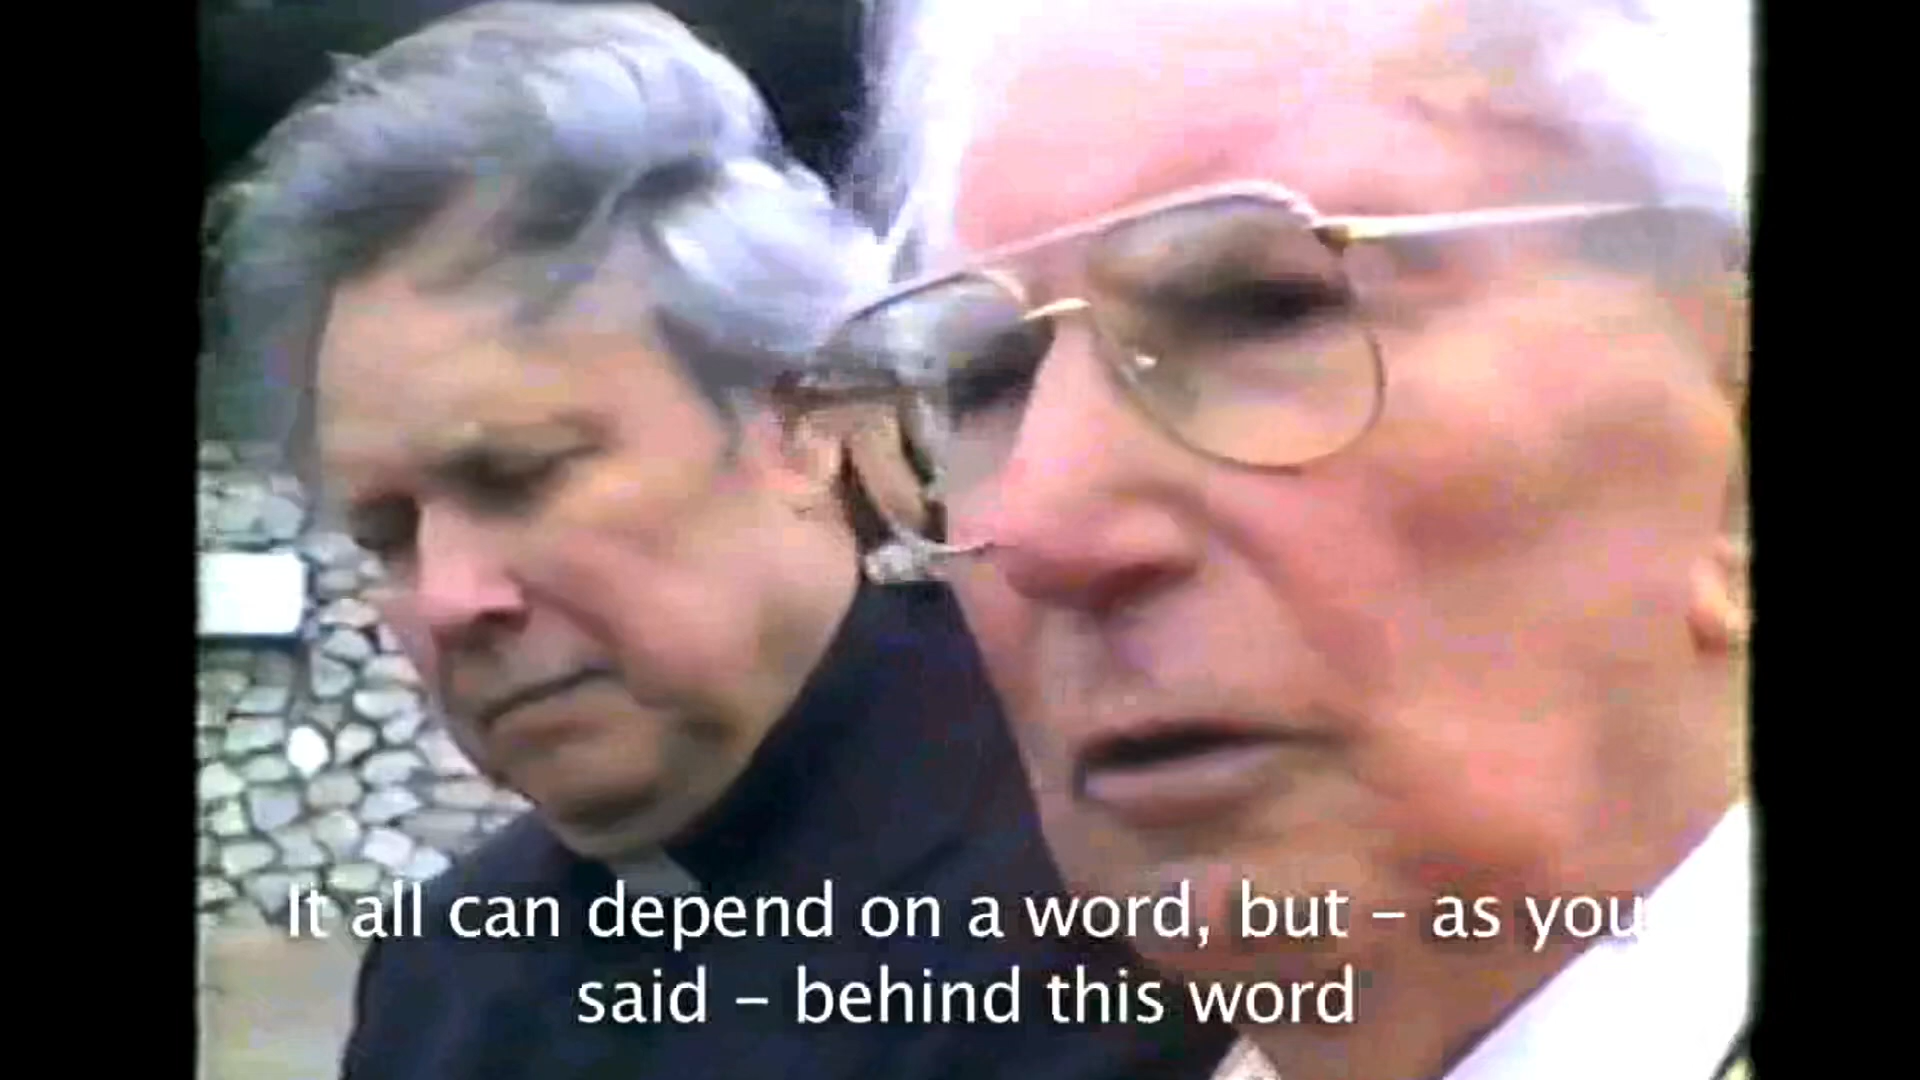 It all can depend on a word, but – as you
said – behind this word